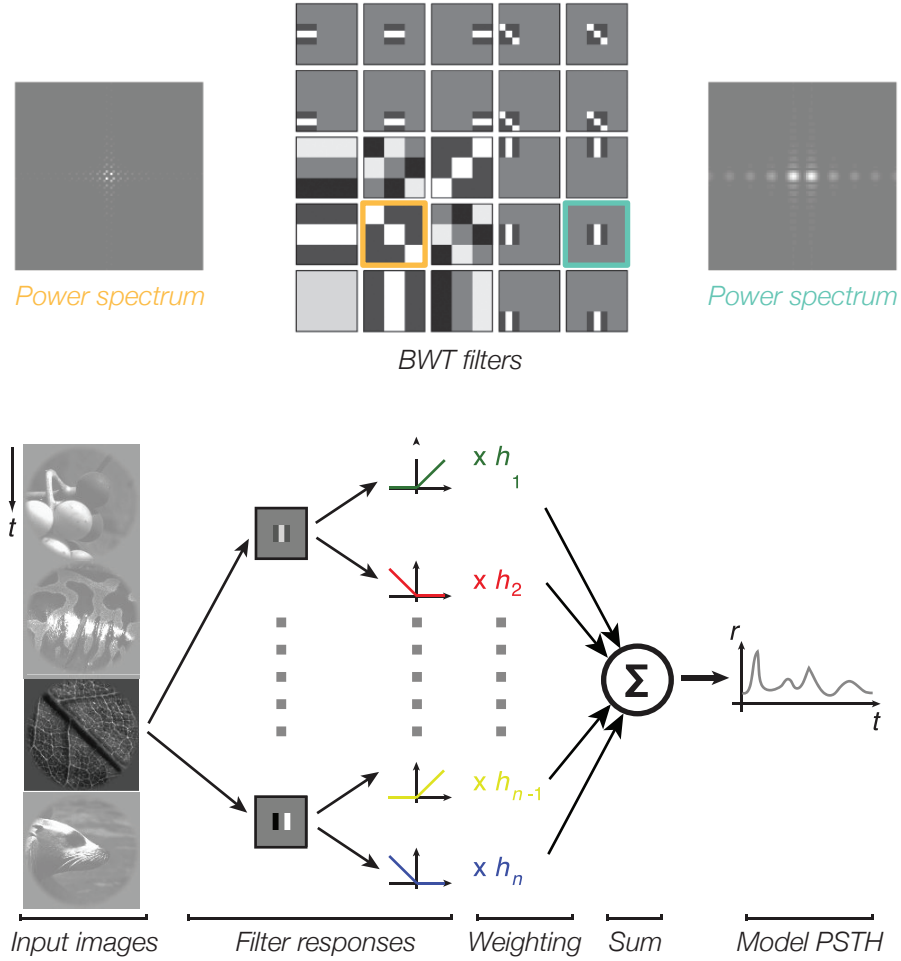 Power spectrum
Power spectrum
BWT filters
t
x h1
x h2
Σ
r
t
x hn-1
x hn
Input images
Filter responses
Weighting
Sum
Model PSTH